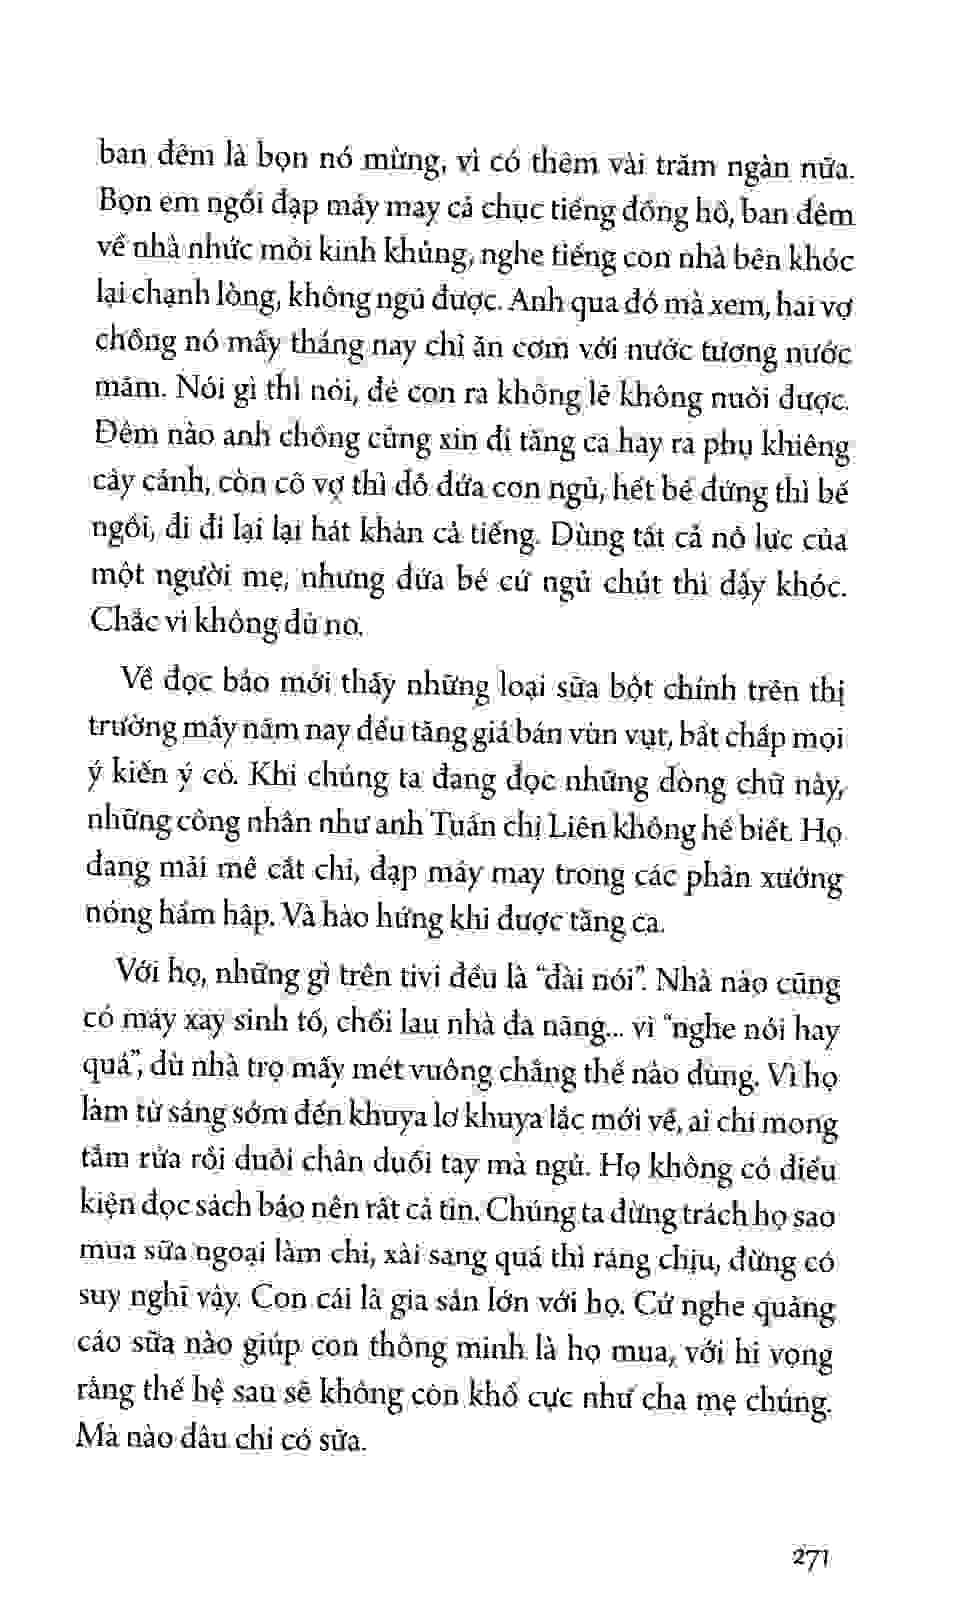 ban đêm là bọn nó mừng, vì có thêm vài trăm ngàn nữa.
Bọn em ngồi đạp máy may cả chục tiếng đồng hồ, ban đêm
về nhà nhức mỏi kinh khủng, nghe tiếng con nhà bên khóc
lại chạnh lòng, không ngủ được. Anh qua đó mà xem, hai vợ
chồng nó mấy tháng nay chỉ ăn cơm với nước tương nước
mắm. Nói gì thì nói, đẻ con ra không lẽ không nuôi được.
Đêm nào anh chồng cũng xin đi tăng ca hay ra phụ khiêng
cây cảnh, còn cô vợ thì dỗ đứa con ngủ, hết bế đứng thì bế
ngồi, đi đi lại lại hát khản cả tiếng. Dùng tất cả nỗ lực của
một người mẹ, nhưng đứa bé cứ ngủ chút thì dậy khóc.
Chắc vì không đủ no.
Về đọc báo mới thấy những loại sữa bột chính trên thị
trường mấy năm nay đều tăng giá bán vùn vụt, bất chấp mọi
ý kiến ý cò. Khi chúng ta đang đọc những dòng chữ này,
những công nhân như anh Tuấn chị Liên không hề biết. Họ
đang mải mê cắt chỉ, đạp máy may trong các phân xưởng
nóng hầm hập. Và hào hứng khi được tăng ca.
Với họ, những gì trên tivi đều là “đài nói”. Nhà nào cũng
có máy xay sinh tố, chổi lau nhà đa năng... vì “nghe nói hay
quá”, dù nhà trọ mấy mét vuông chẳng thể nào dùng. Vì họ
làm từ sáng sớm đến khuya lơ khuya lắc mới về, ai chỉ mong
tắm rửa rồi duỗi chân duỗi tay mà ngủ. Họ không có điều
kiện đọc sách báo nên rất cả tin. Chúng ta đừng trách họ sao
mua sữa ngoại làm chi, xài sang quá thì ráng chịu, đừng có
suy nghĩ vậy. Con cái là gia sản lớn với họ. Cứ nghe quảng
cáo sữa nào giúp con thông minh là họ mua, với hi vọng
rằng thế hệ sau sẽ không còn khổ cực như cha mẹ chúng.
Mà nào đâu chỉ có sữa.
271